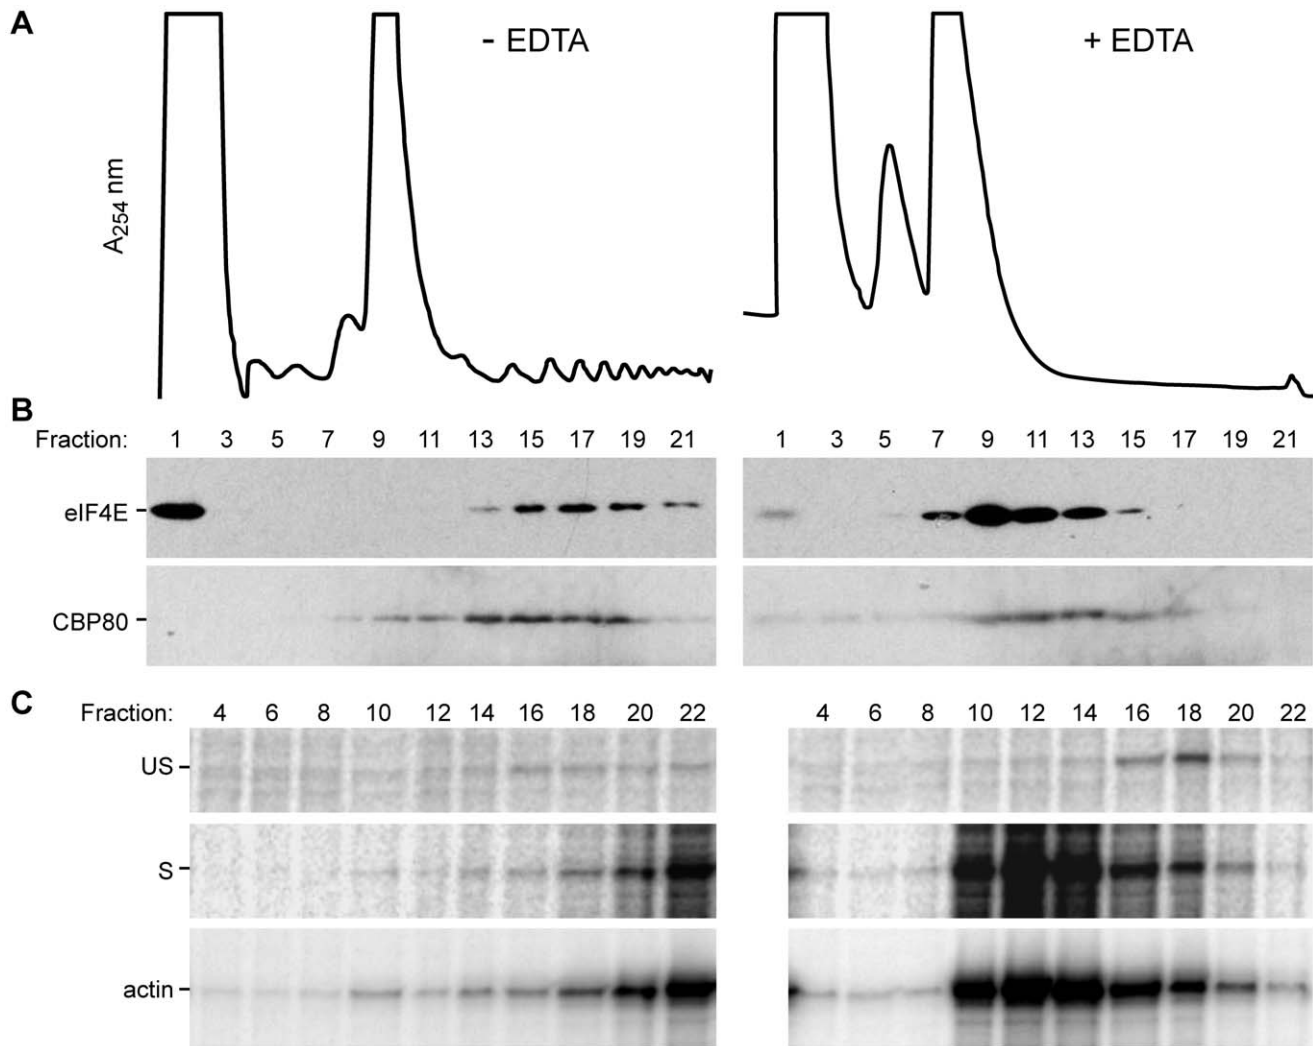 A
- EDTA
+ EDTA
A254 nm
B
Fraction: 1 3 5 7 9 11 13 15 17 19 21 1 3 5 7 9 11 13 15 17 19 21
eIF4E
CBP80
C
Fraction: 4 6 8 10 12 14 16 18 20 22 4 6 8 10 12 14 16 18 20 22
US
S
actin